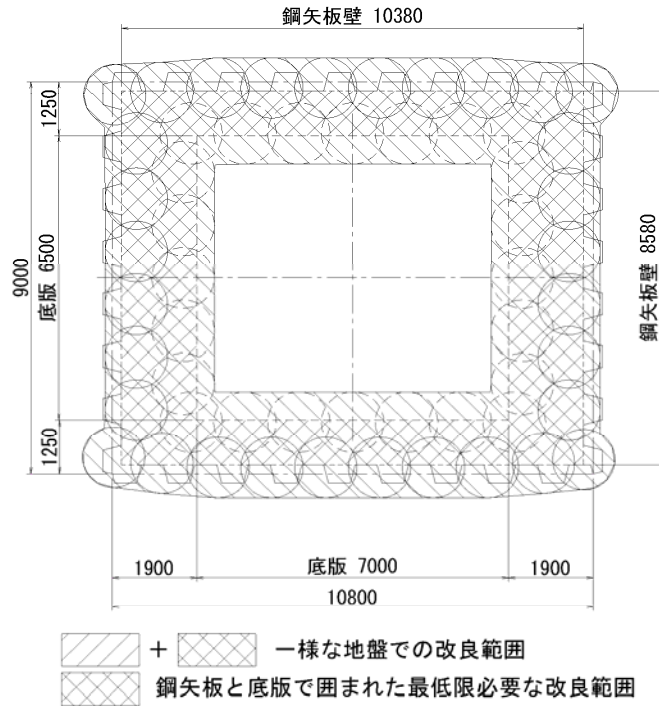 鋼矢板壁 10380
1250
9000
底版 6500
鋼矢板壁 8580
1250
1900
底版 7000
1900
10800
+ 一様な地盤での改良範囲
鋼矢板と底版で囲まれた最低限必要な改良範囲